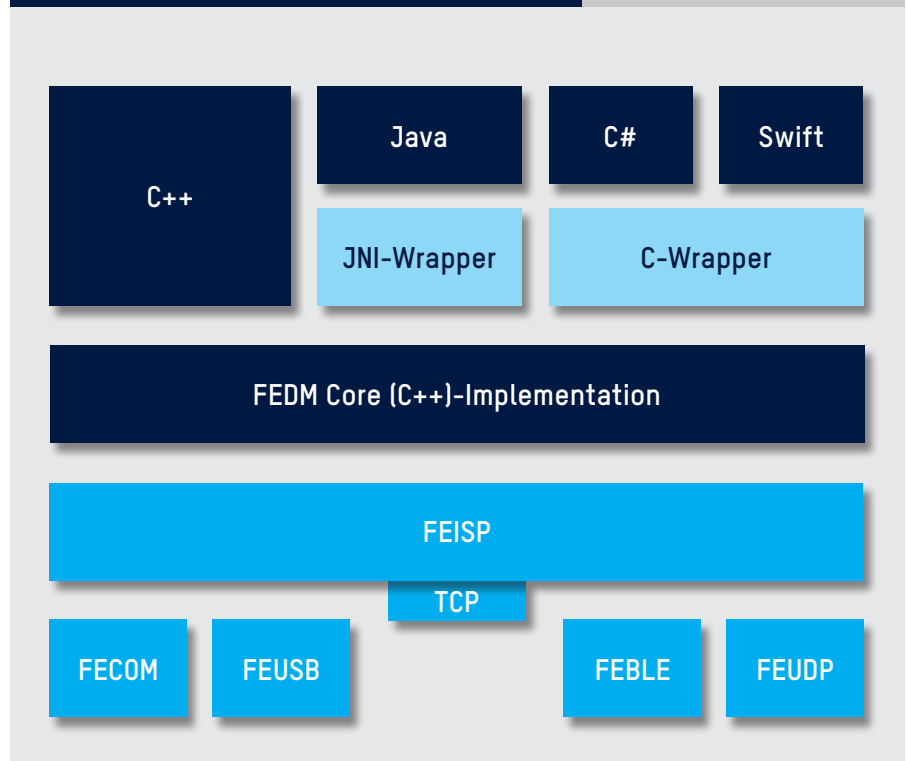 C++
Java
C#
Swift
JNI-Wrapper
C-Wrapper
FEDM Core (C++)-Implementation
FEISP
TCP
FECOM
FEUSB
FEBLE
FEUDP